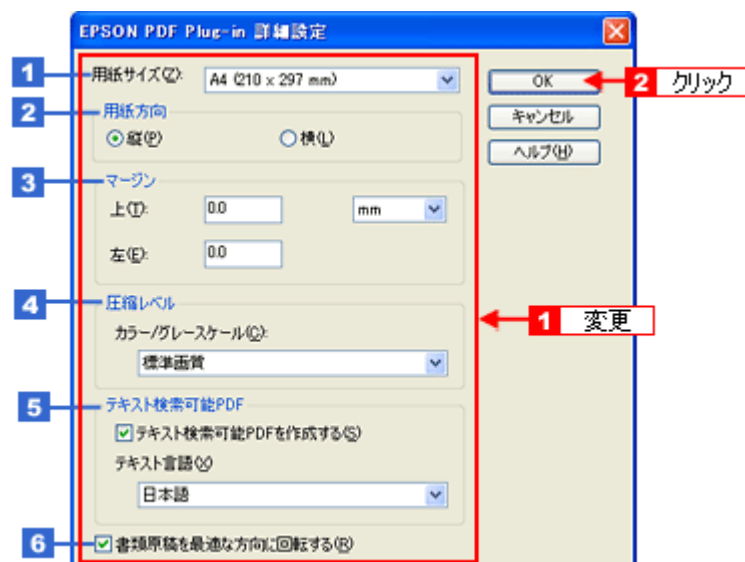 EPSON PDF Plug-in 詳細設定
1 用紙サイズ(Z): A4 (210 x 297 mm) OK 2 クリック
2 用紙方向 キャンセル
縦(P) 横(L) ヘルプ(H)
3 マージン
上(T): 0.0 mm
左(E): 0.0
4 圧縮レベル
1 変更
カラー/グレースケール(C):
標準画質
5 テキスト検索可能PDF
テキスト検索可能PDFを作成する(S)
テキスト言語(X)
日本語
6 書類原稿を最適な方向に回転する(R)